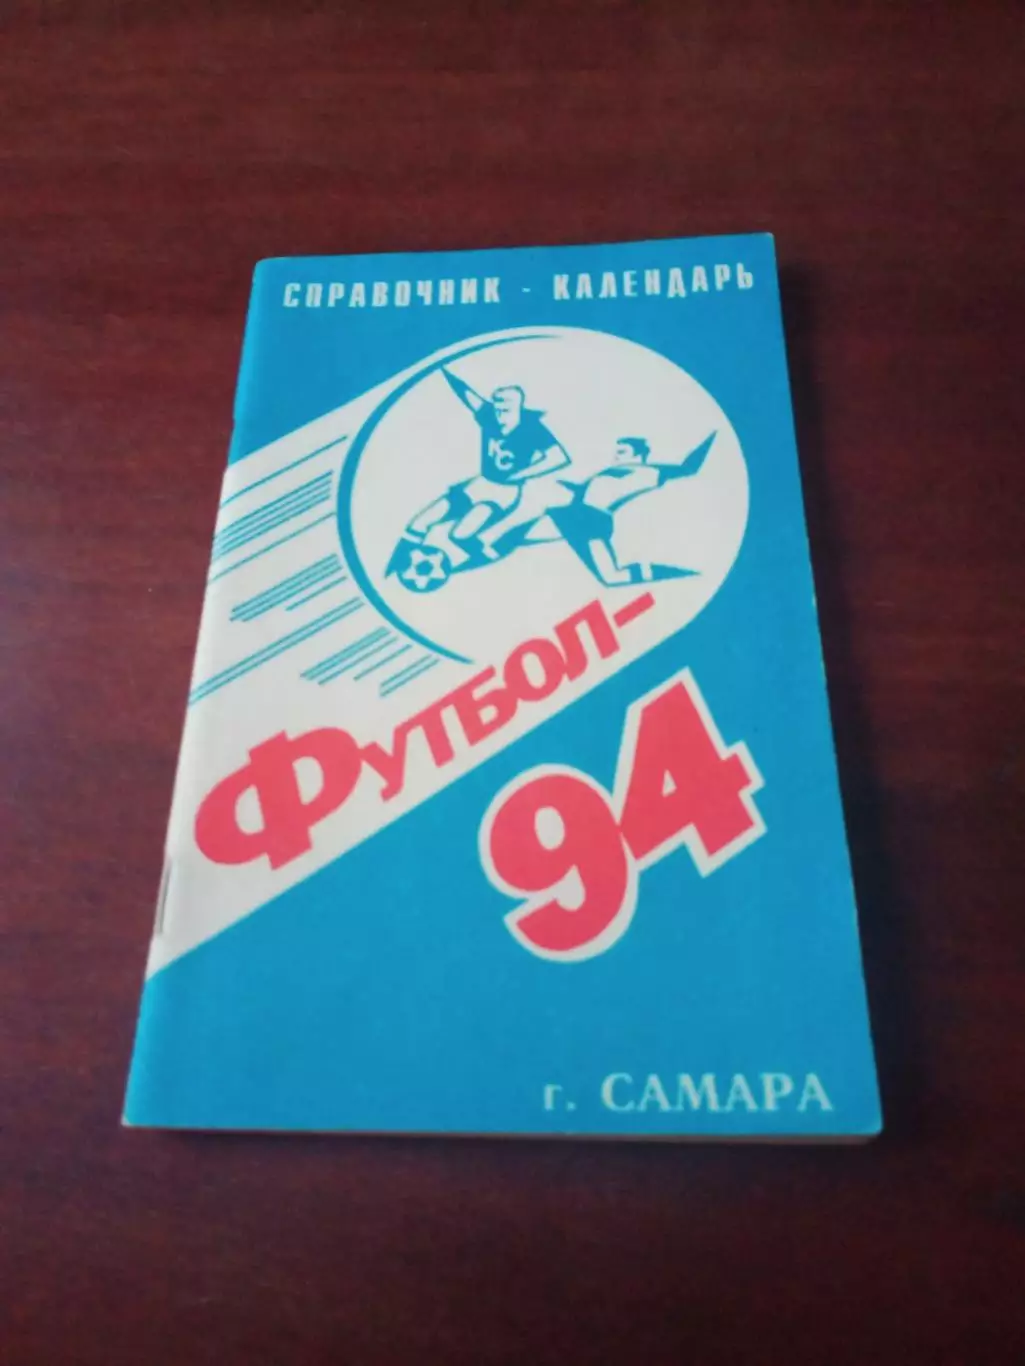 СПРАВОЧНИК - КАЛЕНДАРЬ
КС
ФУТБОЛ-
94
г. САМАРА